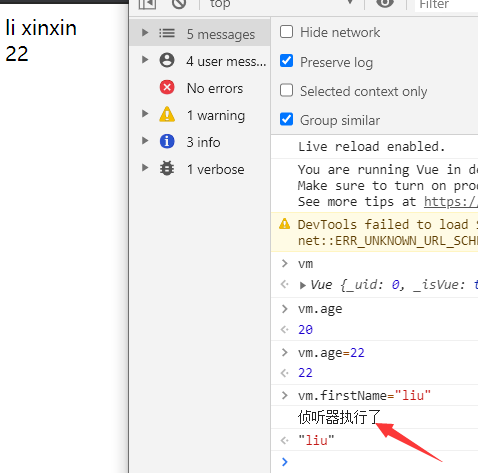 li xinxin
22
top
Filter
5 messages
4 user mess...
No errors
1 warning
3 info
1 verbose
Hide network
Preserve log
Selected context only
Group similar
Live reload enabled.
You are running Vue in de
Make sure to turn on pro
See more tips at https:/
DevTools failed to load S
net::ERR_UNKNOWN_URL_SCH
vm
Vue {_uid: 0, _isVue: t
vm.age
20
vm.age=22
22
vm.firstName="liu"
侦听器执行了
"liu"